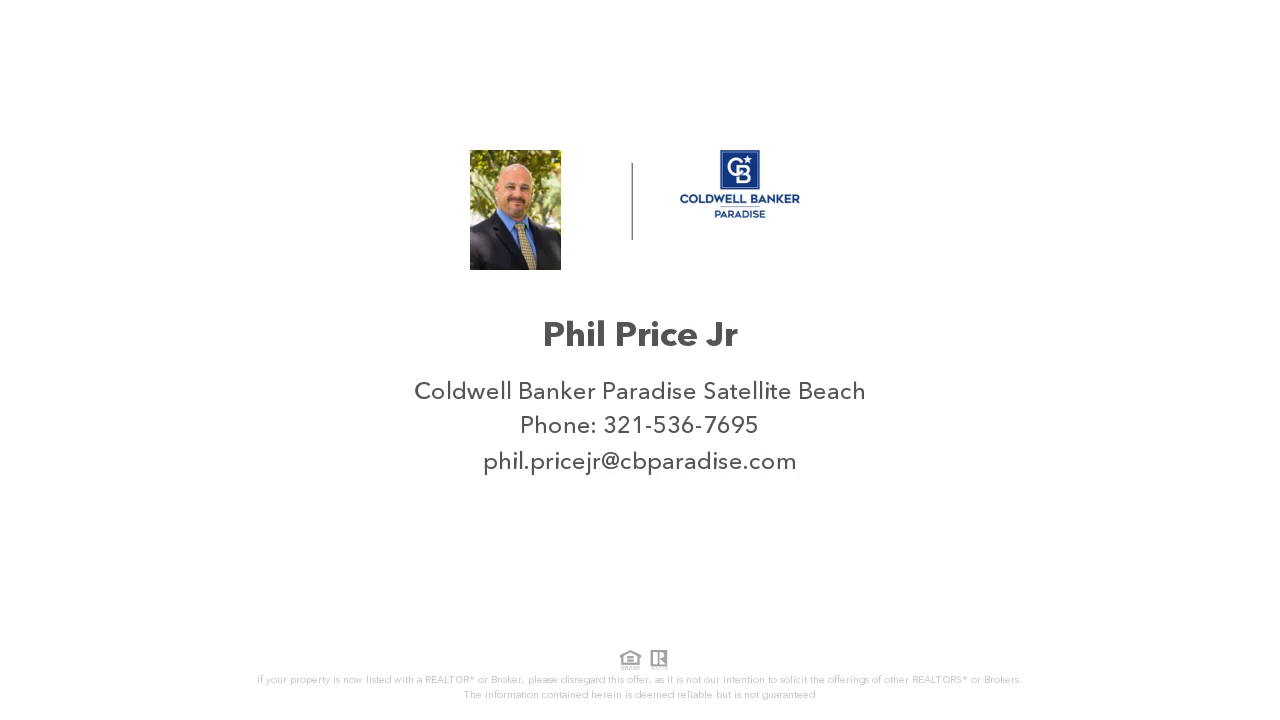 CB
COLDWELL BANKER
PARADISE
Phil Price Jr
Coldwell Banker Paradise Satellite Beach
Phone: 321-536-7695
phil.pricejr@cbparadise.com
If your property is now listed with a REALTOR® or Broker, please disregard this offer, as it is not our intention to solicit the offerings of other REALTORS® or Brokers.
The information contained herein is deemed reliable but is not guaranteed